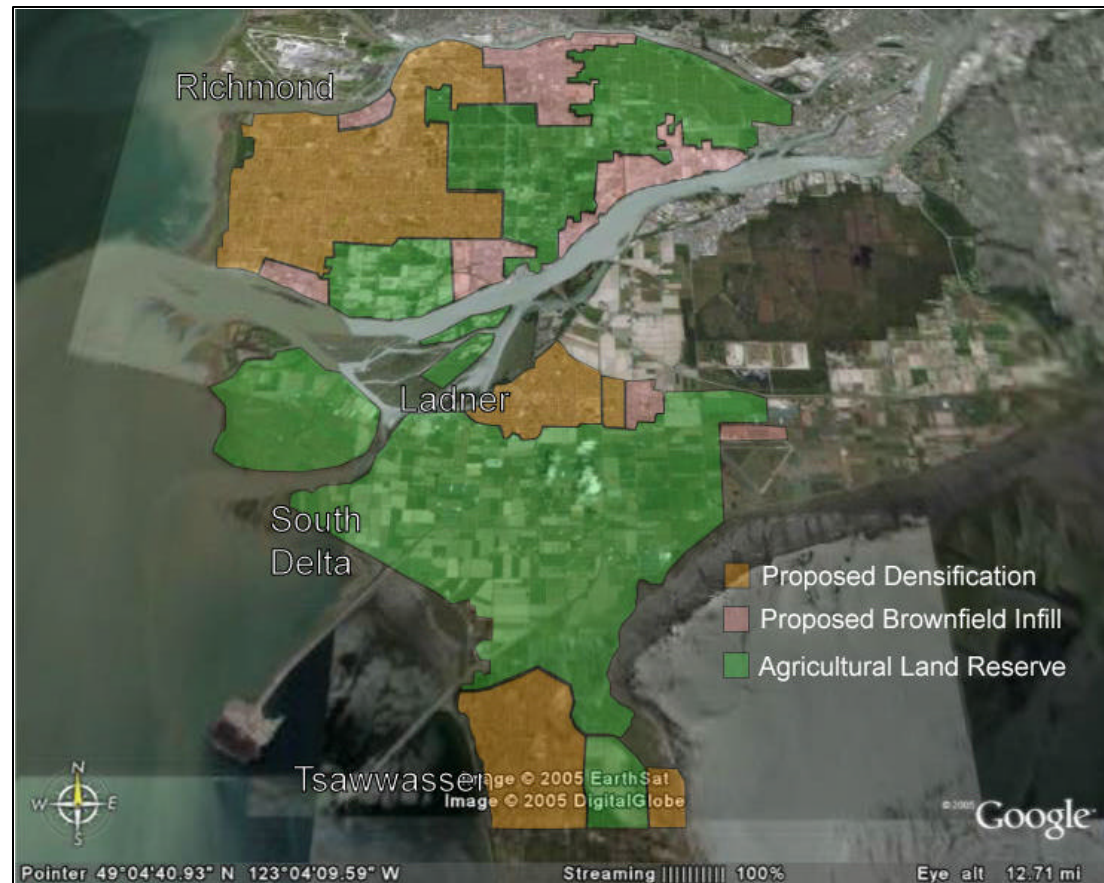 Richmond
Ladner
South
Delta
Proposed Densification
Proposed Brownfield Infill
Agricultural Land Reserve
Tsawwassen
Image © 2005 EarthSat
Image © 2005 DigitalGlobe
N
W E
S
©2005 Google
Pointer 49°04'40.93" N 123°04'09.59" W Streaming |||||||||| 100% Eye alt 12.71 mi